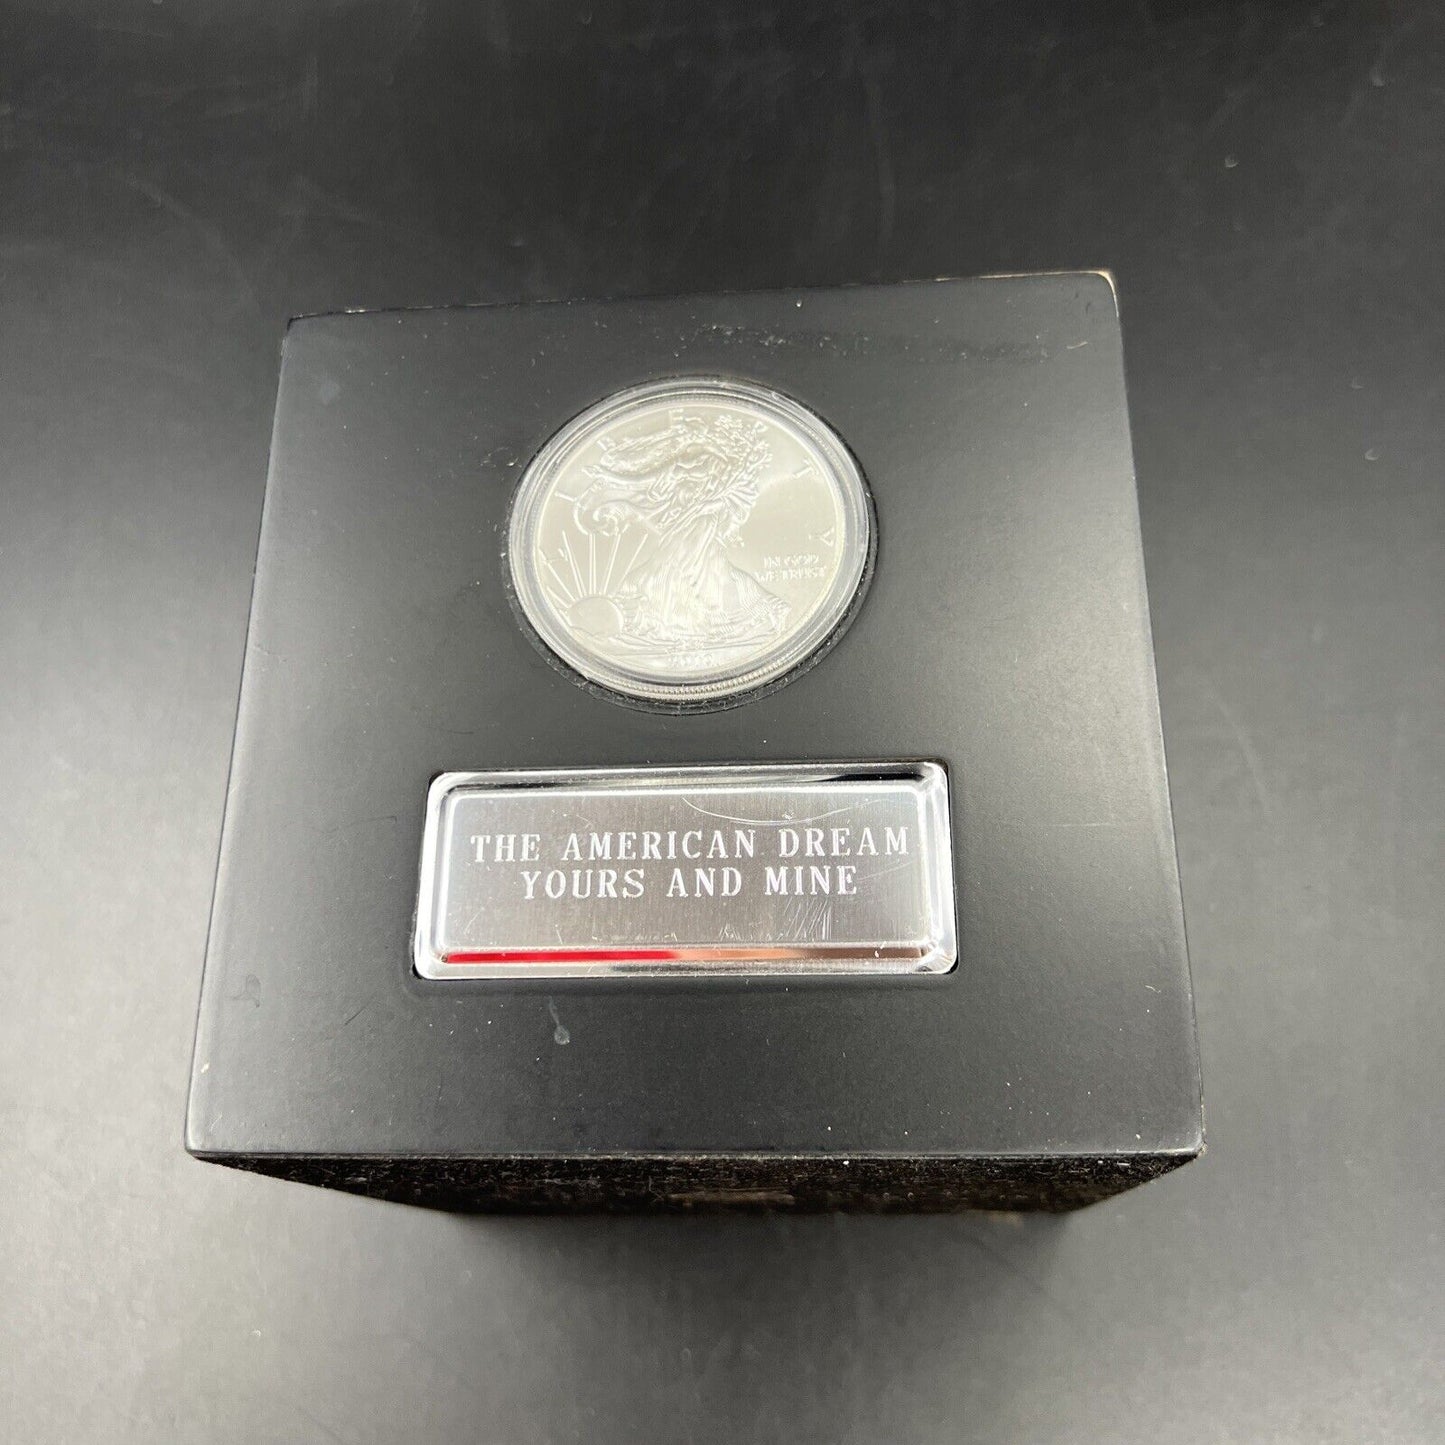 LIBERTY
IN GOD
WE TRUST
THE AMERICAN DREAM
YOURS AND MINE